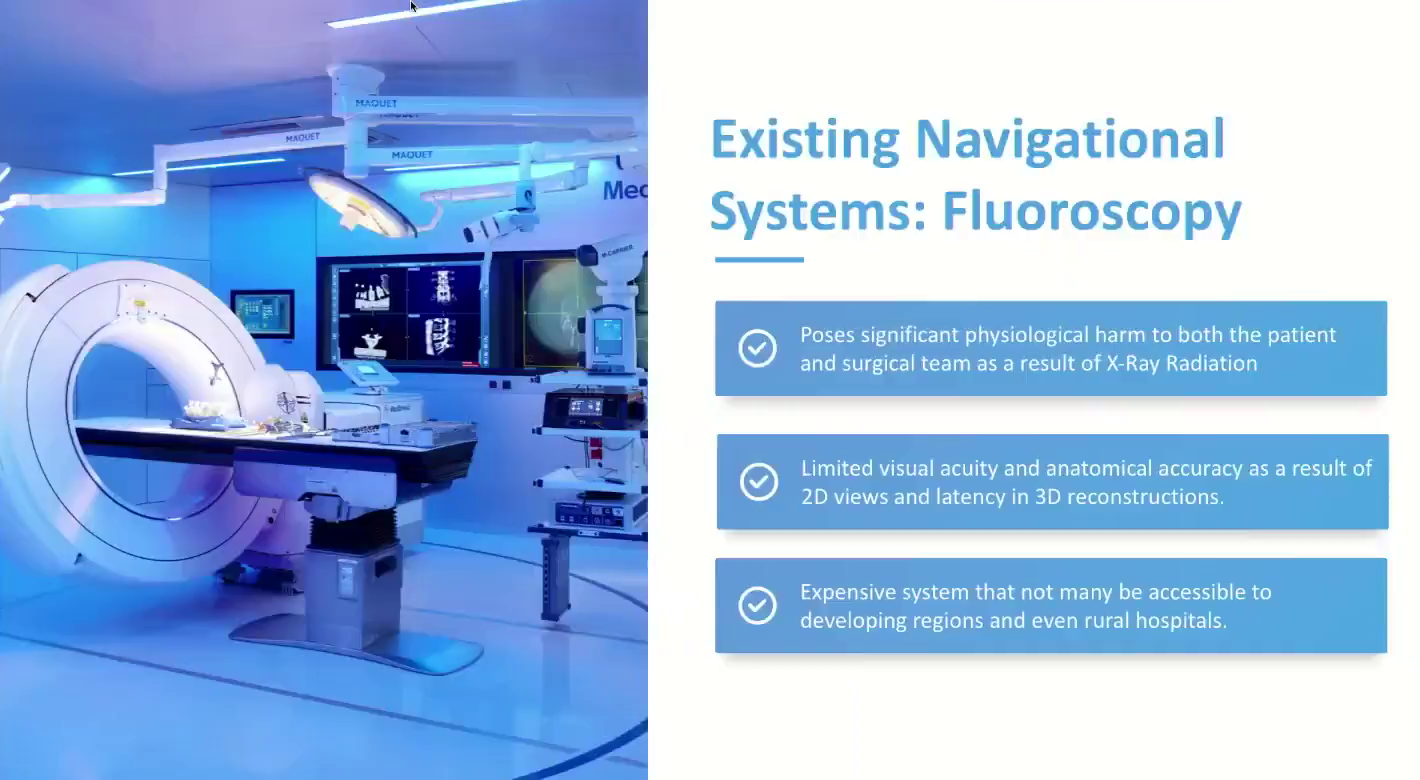 MAQUET
MAQUET
MAQUET
Med
Existing Navigational
Systems: Fluoroscopy
Poses significant physiological harm to both the patient
and surgical team as a result of X-Ray Radiation
Limited visual acuity and anatomical accuracy as a result of
2D views and latency in 3D reconstructions.
Expensive system that not many be accessible to
developing regions and even rural hospitals.